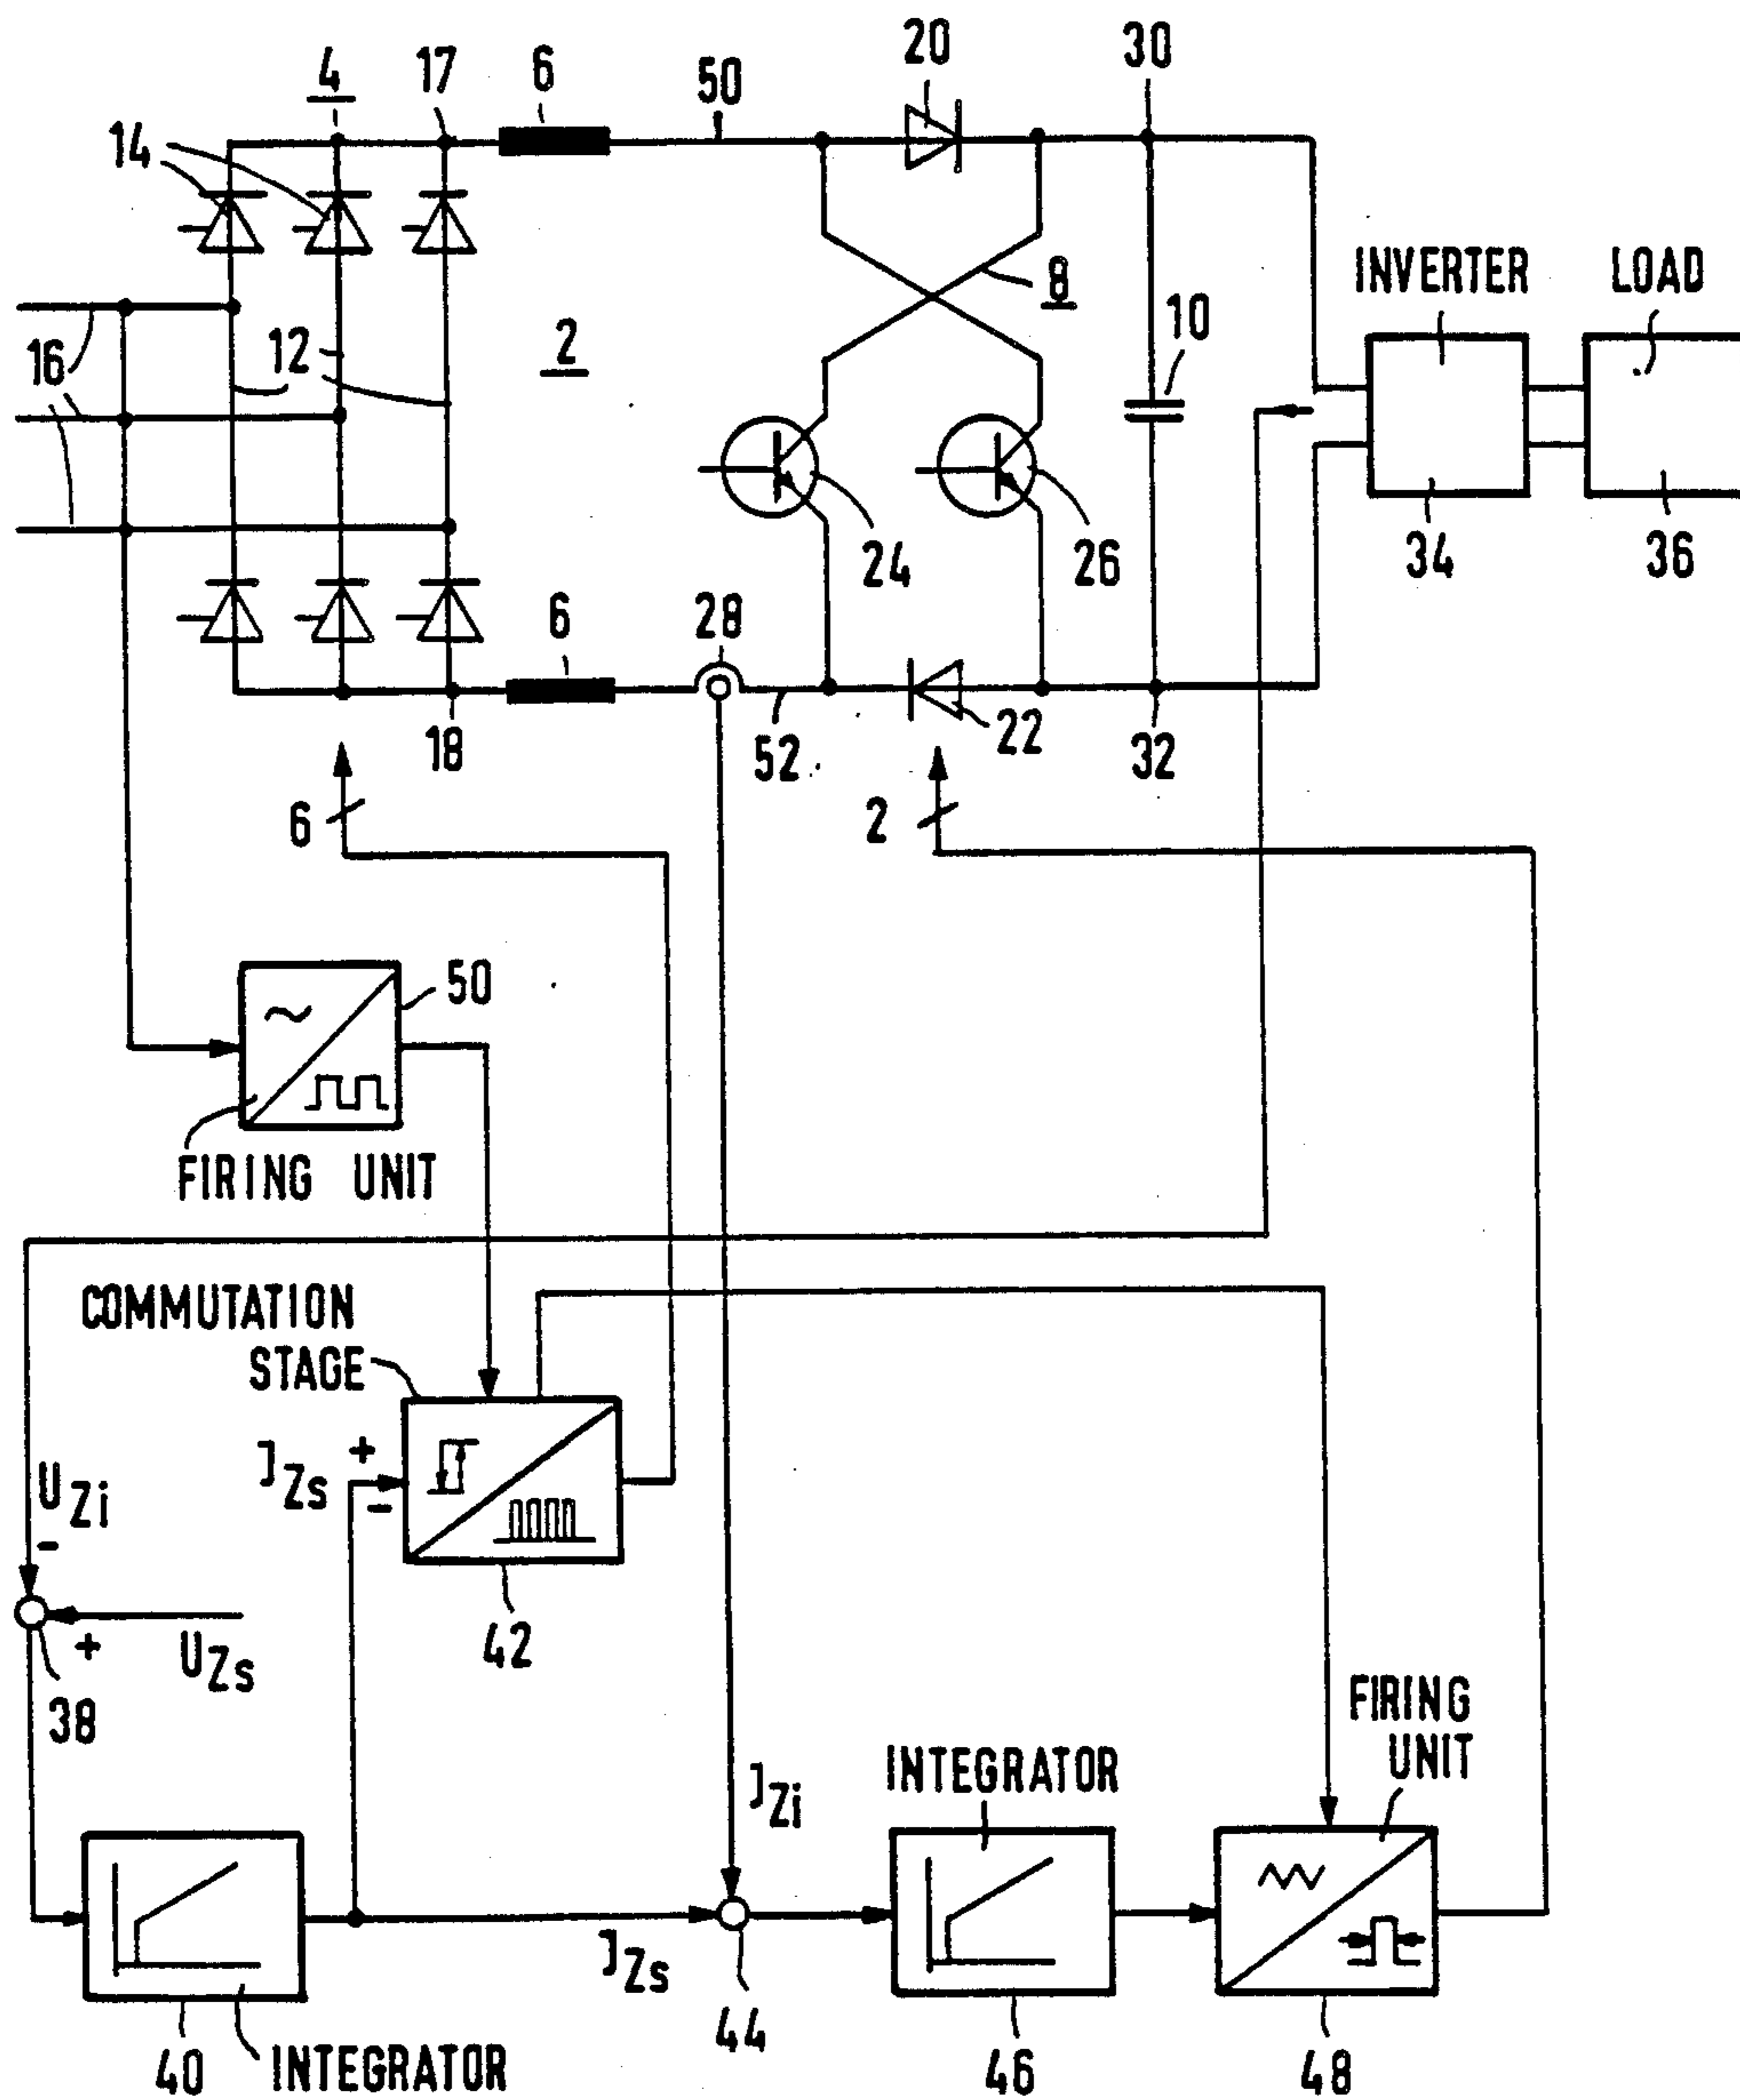 4 17 6 50 20 30
14
8
INVERTER LOAD
10
16 12 2
24 26 34 36
6 28
18 52 22 32
6 2
50
FIRING UNIT
COMMUTATION
STAGE
JZs + -
UZi
-
42
+ UZs
38
FIRING
UNIT
INTEGRATOR
JZi
JZs
44
40 INTEGRATOR 46 48